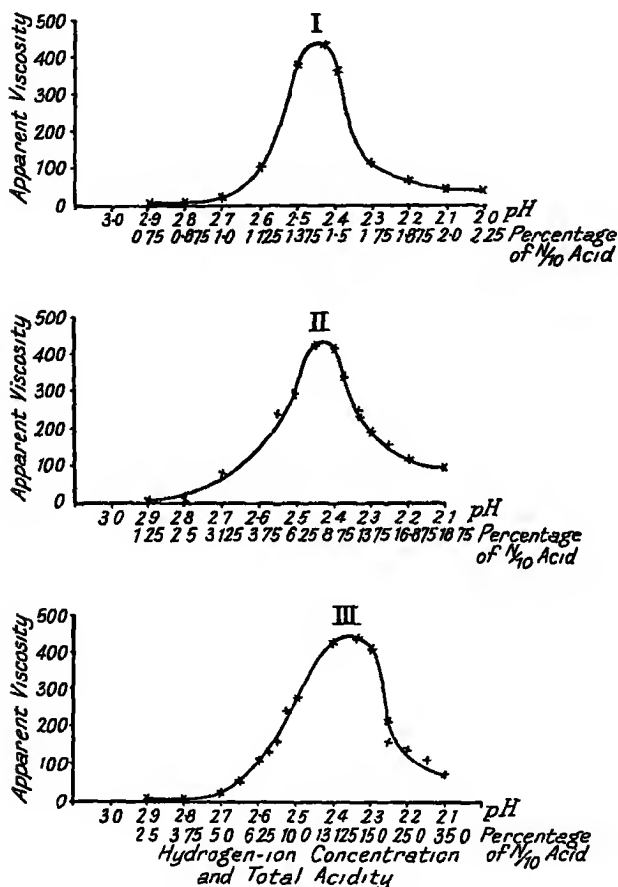 I
Apparent Viscosity
500
400
300
200
100
0
3·0 2·9 2·8 2·7 2·6 2·5 2·4 2·3 2·2 2·1 2·0 pH
0 75 0·875 1·0 1 125 1·375 1·5 1 75 1·875 2·0 2 25 Percentage
of N/10 Acid
II
Apparent Viscosity
500
400
300
200
100
0
3·0 2·9 2·8 2·7 2·6 2·5 2·4 2·3 2·2 2·1 pH
1 25 2 5 3 125 3 75 6 25 8 75 13 75 16·875 18 75 Percentage
of N/10 Acid
III
Apparent Viscosity
500
400
300
200
100
0
3·0 2·9 2·8 2·7 2·6 2·5 2·4 2·3 2·2 2·1 pH
2 5 3 75 5 0 6 25 10 0 13 125 15 0 25 0 35 0 Percentage
of N/10 Acid
Hydrogen-ion Concentration
and Total Acidity